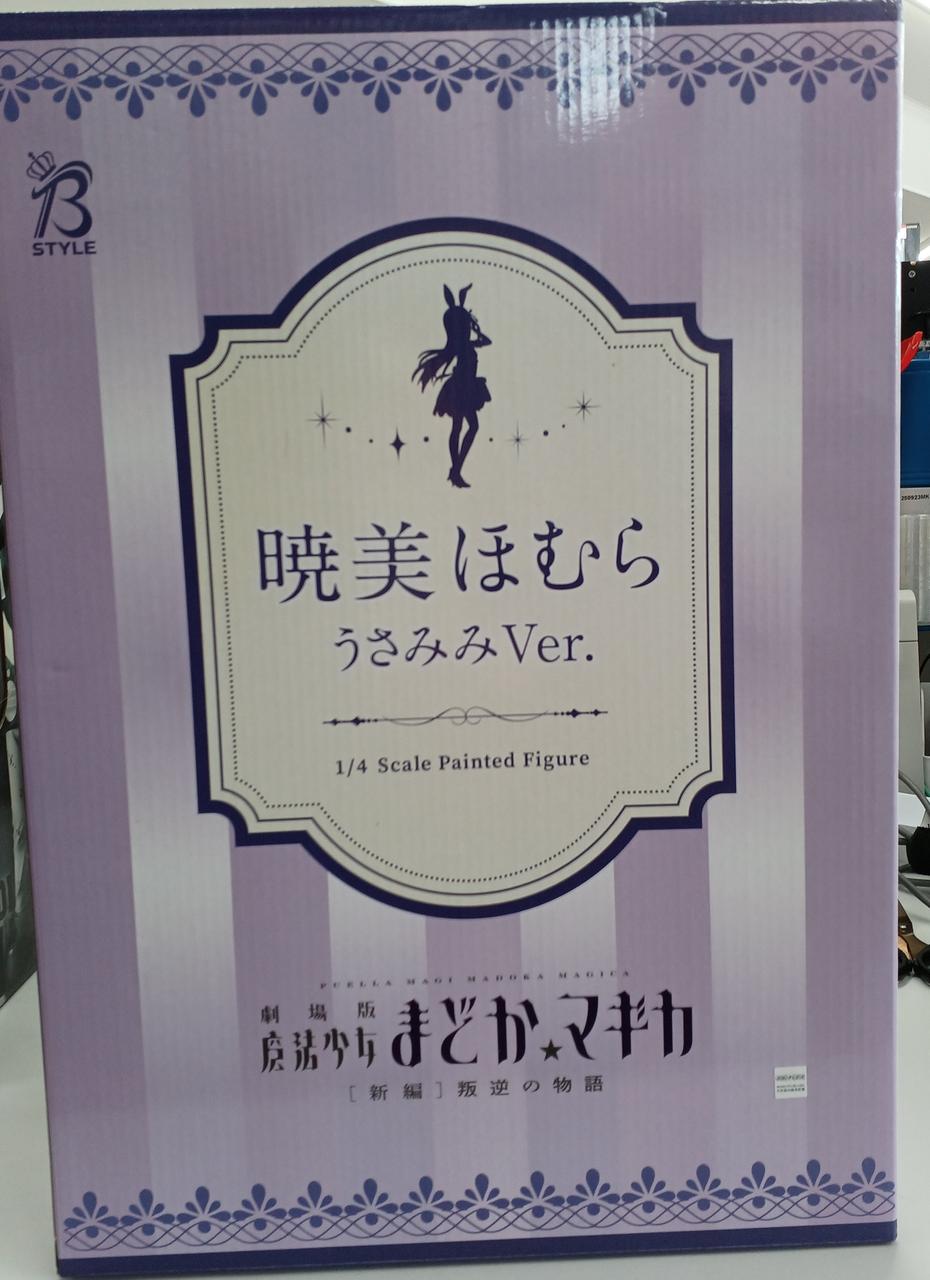 B
STYLE
暁美ほむら
うさみみVer.
1/4 Scale Painted Figure
PUELLA MAGI MADOKA MAGICA
劇場版
魔法少女まどか★マギカ
[新編]叛逆の物語
250923MK